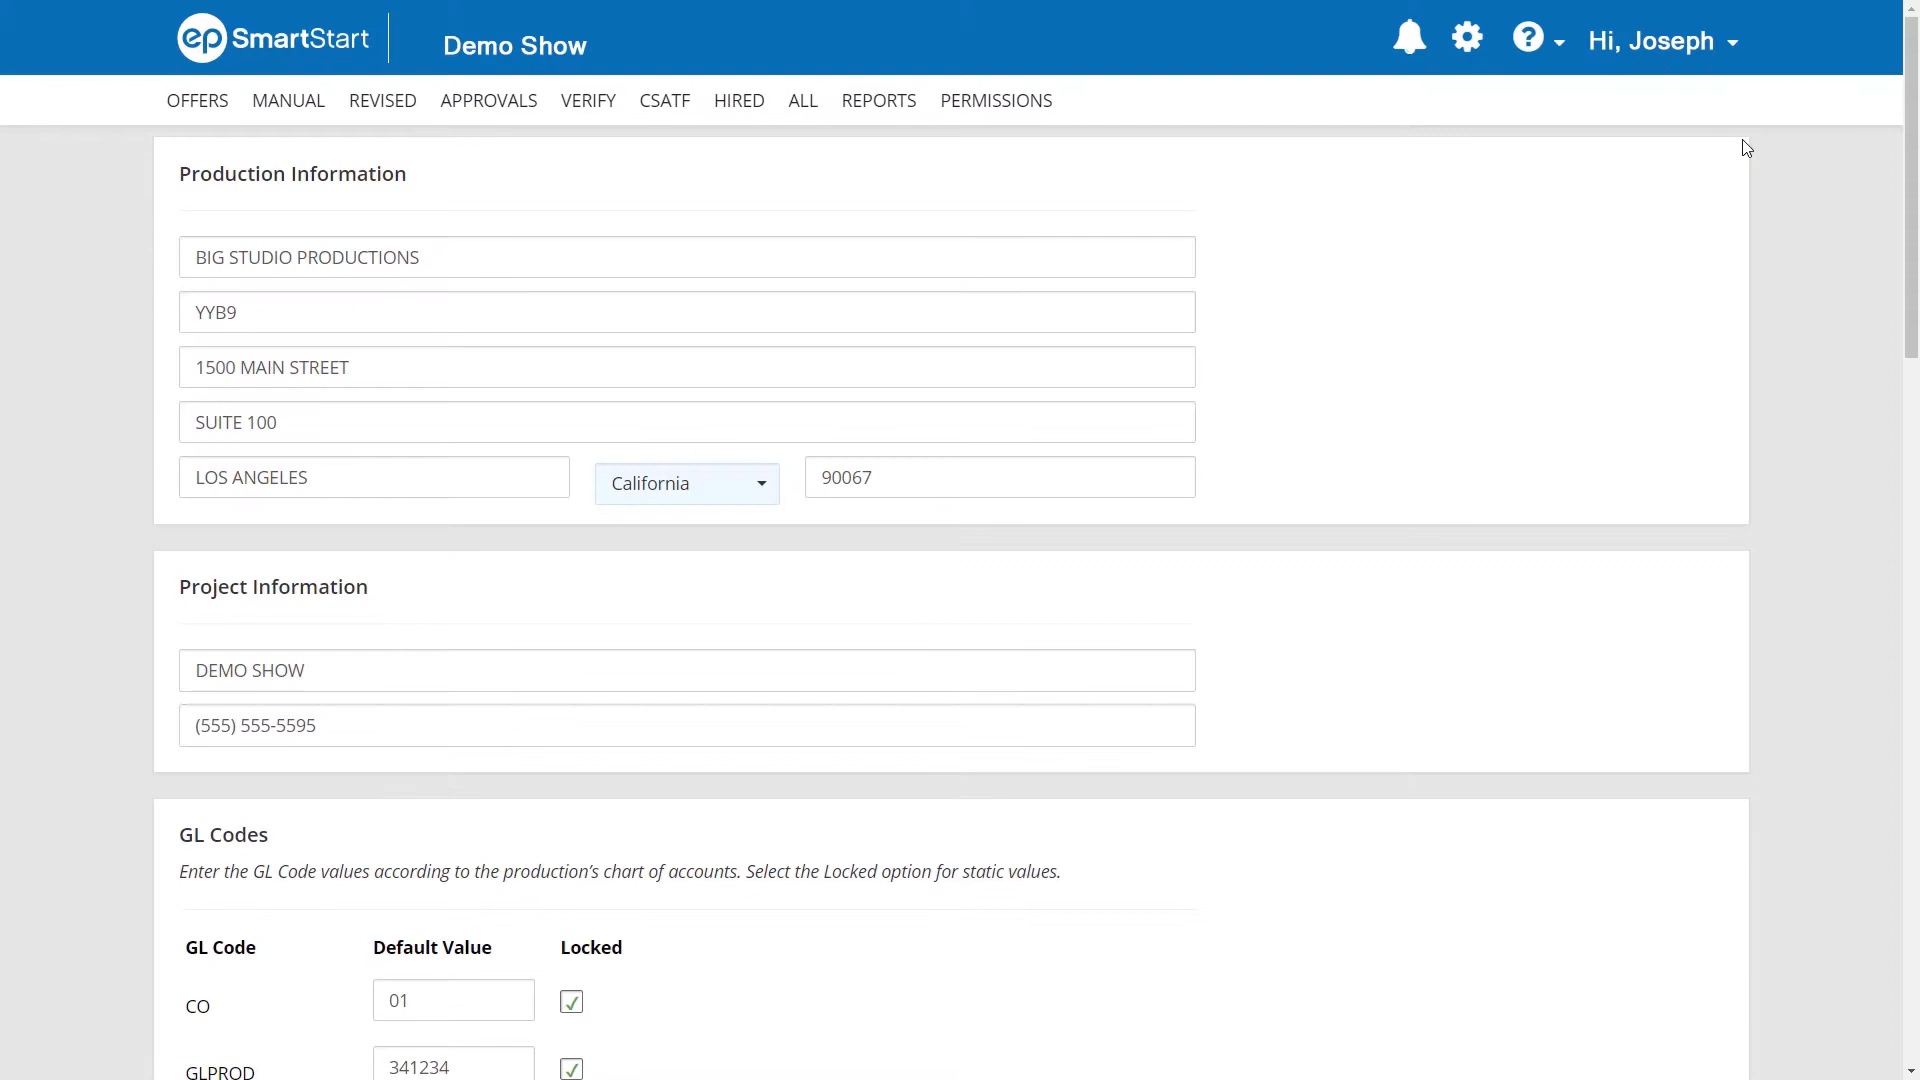 ep SmartStart
Demo Show
? Hi, Joseph
OFFERS MANUAL REVISED APPROVALS VERIFY CSATF HIRED ALL REPORTS PERMISSIONS
Production Information
BIG STUDIO PRODUCTIONS
YYB9
1500 MAIN STREET
SUITE 100
LOS ANGELES California 90067
Project Information
DEMO SHOW
(555) 555-5595
GL Codes
Enter the GL Code values according to the production’s chart of accounts. Select the Locked option for static values.
GL Code Default Value Locked
CO 01
GLPROD 341234